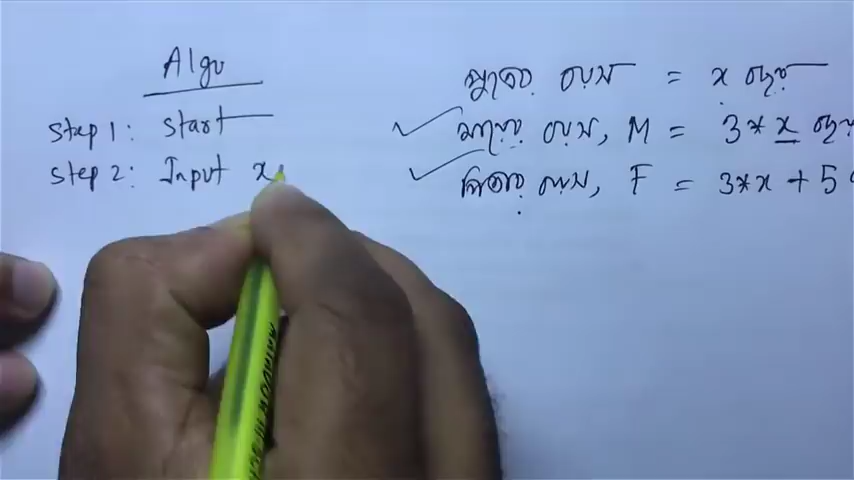 Algo
Step 1: Start
Step 2: Input x
পুত্রের বয়স = x বছর
মায়ের বয়স, M = 3*x বছর
পিতার বয়স, F = 3*x + 5